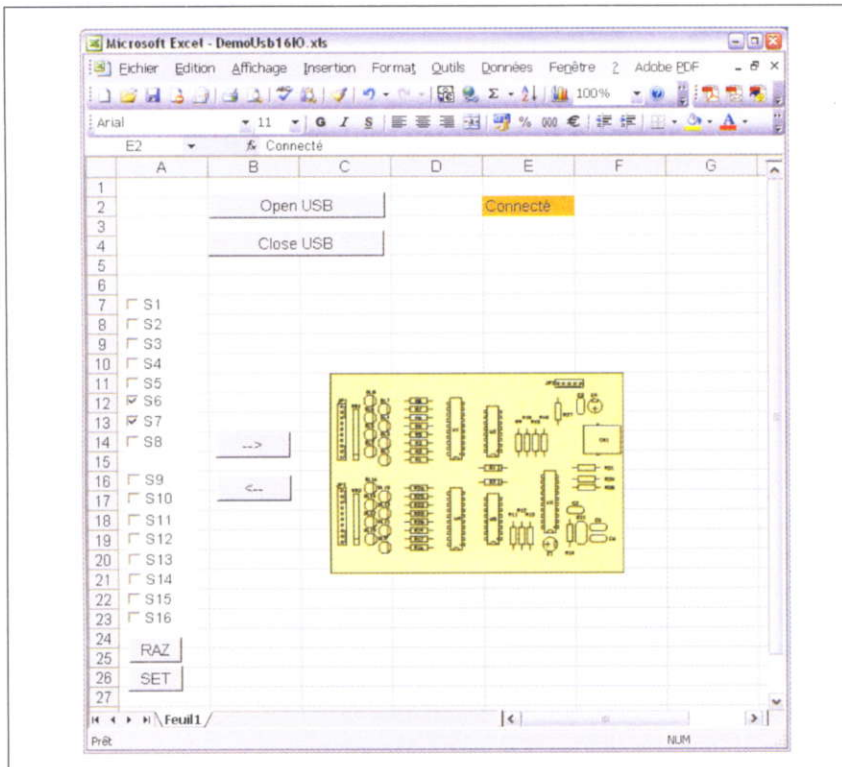 Microsoft Excel - DemoUsb16IO.xls
Eichier Edition Affichage Insertion Format Outils Données Fenêtre ? Adobe PDF
100%
Arial 11 G I S % 000 €
E2 fx Connecté
A B C D E F G
1
2 Open USB Connecté
3
4 Close USB
5
6
7 S1
8 S2
9 S3
10 S4
11 S5
12 S6
13 S7
14 S8 -->
15
16 S9 <--
17 S10
18 S11
19 S12
20 S13
21 S14
22 S15
23 S16
24
25 RAZ
26 SET
27
Feuil1
Prêt NUM